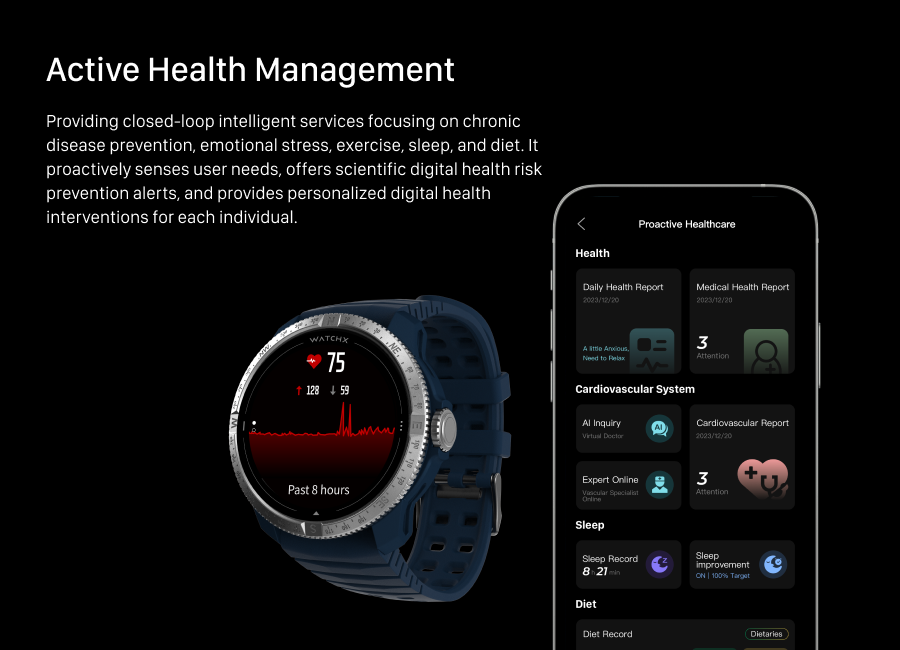 Active Health Management
Providing closed-loop intelligent services focusing on chronic
disease prevention, emotional stress, exercise, sleep, and diet. It
proactively senses user needs, offers scientific digital health risk
prevention alerts, and provides personalized digital health
interventions for each individual.
WATCHX
NE
W
E
S
75
128 59
Past 8 hours
Proactive Healthcare
Health
Daily Health Report
2023/12/20
A little Anxious,
Need to Relax
Medical Health Report
2023/12/20
3
Attention
Cardiovascular System
AI Inquiry
Virtual Doctor
AI
Expert Online
Vascular Specialist
Online
Cardiovascular Report
2023/12/20
3
Attention
Sleep
Sleep Record
8 h 21 min
Sleep
improvement
ON | 100% Target
Diet
Diet Record
Dietaries